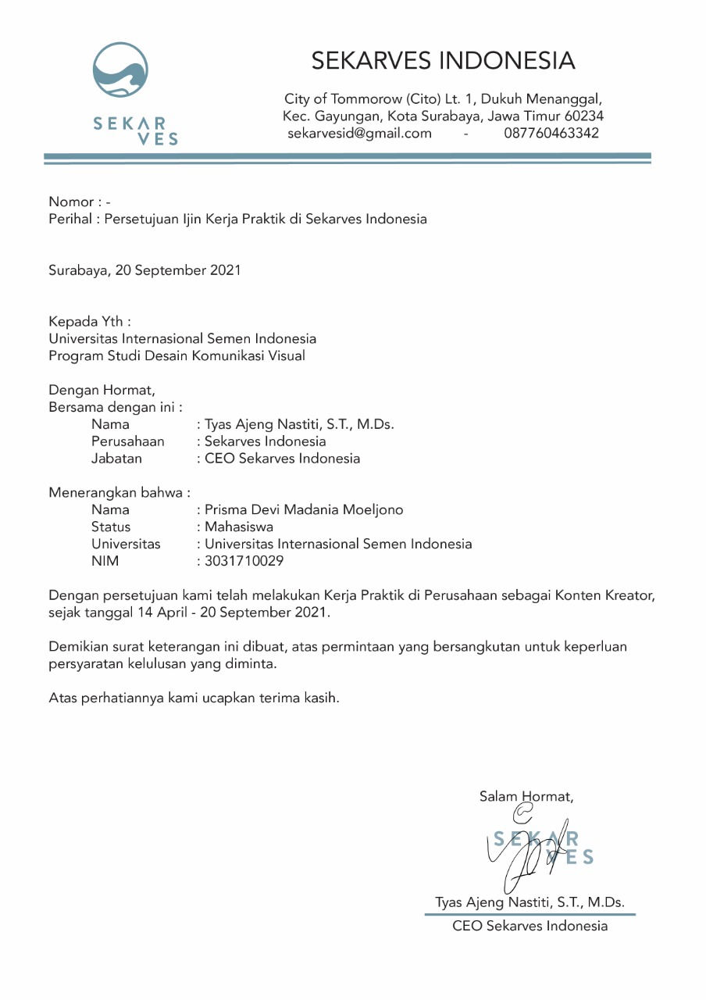 SEKAR
VES
SEKARVES INDONESIA
City of Tommorow (Cito) Lt. 1, Dukuh Menanggal,
Kec. Gayungan, Kota Surabaya, Jawa Timur 60234
sekarvesid@gmail.com - 087760463342
Nomor : -
Perihal : Persetujuan Ijin Kerja Praktik di Sekarves Indonesia
Surabaya, 20 September 2021
Kepada Yth :
Universitas Internasional Semen Indonesia
Program Studi Desain Komunikasi Visual
Dengan Hormat,
Bersama dengan ini :
Nama : Tyas Ajeng Nastiti, S.T., M.Ds.
Perusahaan : Sekarves Indonesia
Jabatan : CEO Sekarves Indonesia
Menerangkan bahwa :
Nama : Prisma Devi Madania Moeljono
Status : Mahasiswa
Universitas : Universitas Internasional Semen Indonesia
NIM : 3031710029
Dengan persetujuan kami telah melakukan Kerja Praktik di Perusahaan sebagai Konten Kreator,
sejak tanggal 14 April - 20 September 2021.
Demikian surat keterangan ini dibuat, atas permintaan yang bersangkutan untuk keperluan
persyaratan kelulusan yang diminta.
Atas perhatiannya kami ucapkan terima kasih.
Salam Hormat,
SEKAR
VES
Tyas Ajeng Nastiti, S.T., M.Ds.
CEO Sekarves Indonesia